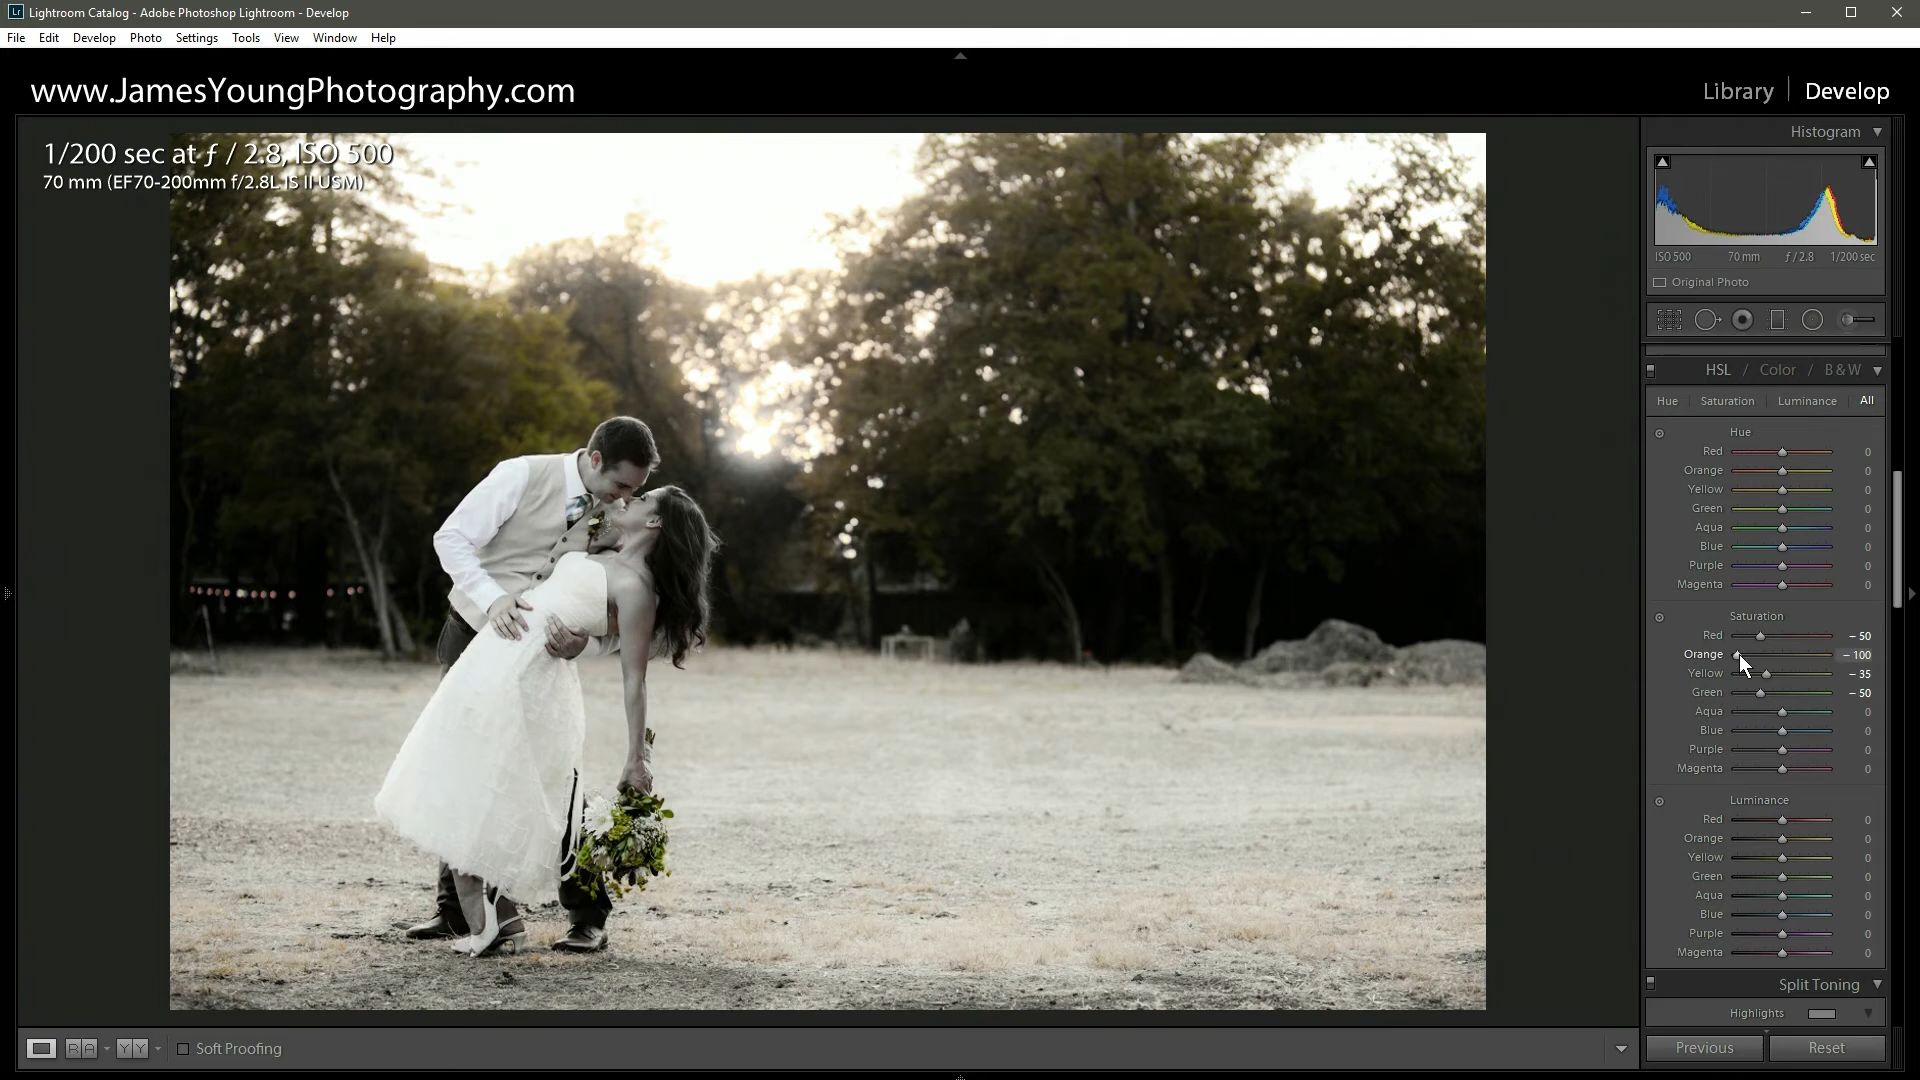 Lr Lightroom Catalog - Adobe Photoshop Lightroom - Develop
File Edit Develop Photo Settings Tools View Window Help
www.JamesYoungPhotography.com
Library | Develop
1/200 sec at ƒ / 2.8, ISO 500
70 mm (EF70-200mm f/2.8L IS II USM)
Histogram
ISO 500 70 mm ƒ / 2.8 1/200 sec
Original Photo
HSL / Color / B & W
Hue Saturation Luminance All
Hue
Red 0
Orange 0
Yellow 0
Green 0
Aqua 0
Blue 0
Purple 0
Magenta 0
Saturation
Red – 50
Orange – 100
Yellow – 35
Green – 50
Aqua 0
Blue 0
Purple 0
Magenta 0
Luminance
Red 0
Orange 0
Yellow 0
Green 0
Aqua 0
Blue 0
Purple 0
Magenta 0
Split Toning
Highlights
R A Y Y Soft Proofing
Previous Reset